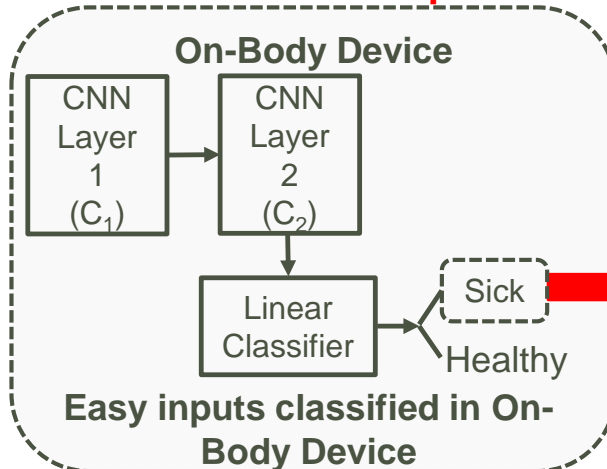 On-Body Device
CNN
Layer
1
(C₁)
CNN
Layer
2
(C₂)
Linear
Classifier
Sick
Healthy
Easy inputs classified in On-
Body Device